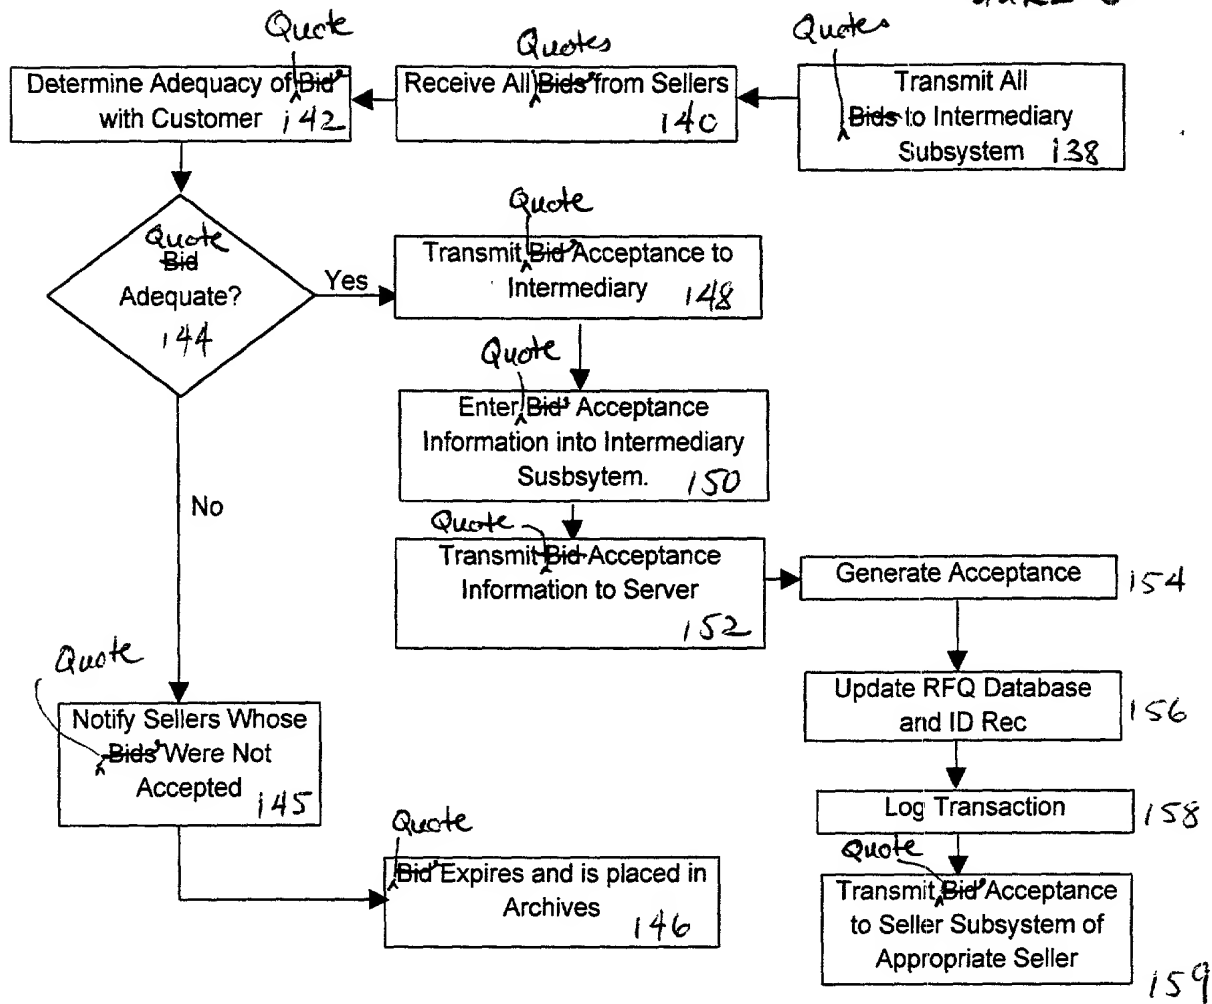 Quote
Determine Adequacy of Bid
with Customer 142
Quotes
Receive All Bids from Sellers
140
Quotes
Transmit All
Bids to Intermediary
Subsystem 138
Quote
Bid
Adequate?
144
Yes
No
Quote
Transmit Bid Acceptance to
Intermediary 148
Quote
Enter Bid Acceptance
Information into Intermediary
Susbsytem. 150
Quote
Transmit Bid Acceptance
Information to Server
152
Generate Acceptance 154
Update RFQ Database
and ID Rec 156
Log Transaction 158
Quote
Transmit Bid Acceptance
to Seller Subsystem of
Appropriate Seller
159
Quote
Notify Sellers Whose
Bids Were Not
Accepted 145
Quote
Bid Expires and is placed in
Archives 146